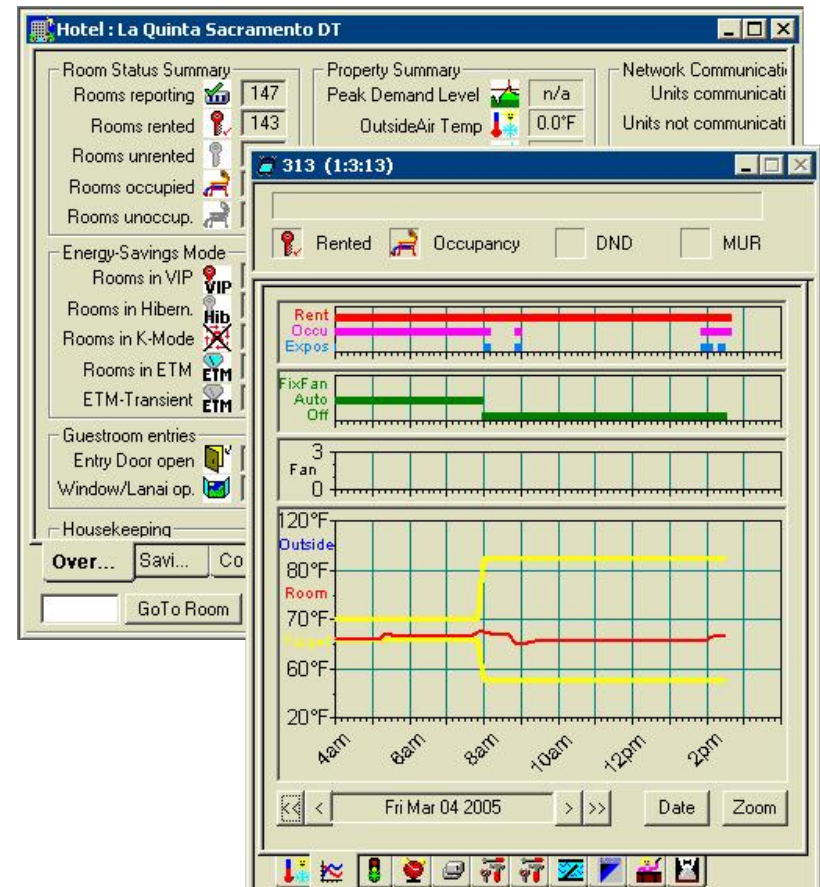 Hotel : La Quinta Sacramento DT
Room Status Summary
Rooms reporting 147
Rooms rented 143
Rooms unrented
Rooms occupied
Rooms unoccup.
Property Summary
Peak Demand Level n/a
OutsideAir Temp 0.0°F
Network Communicati
Units communicati
Units not communicati
Energy-Savings Mode
Rooms in VIP VIP
Rooms in Hibern. Hib
Rooms in K-Mode
Rooms in ETM ETM
ETM-Transient ETM
Guestroom entries
Entry Door open
Window/Lanai op.
Housekeeping
Over... Savi... Co
GoTo Room
313 (1:3:13)
Rented Occupancy DND MUR
Rent
Occu
Expos
FixFan
Auto
Off
3
Fan
0
120°F
Outside
80°F
Room
70°F
Target
60°F
20°F
4am 6am 8am 10am 12pm 2pm
<< < Fri Mar 04 2005 > >> Date Zoom